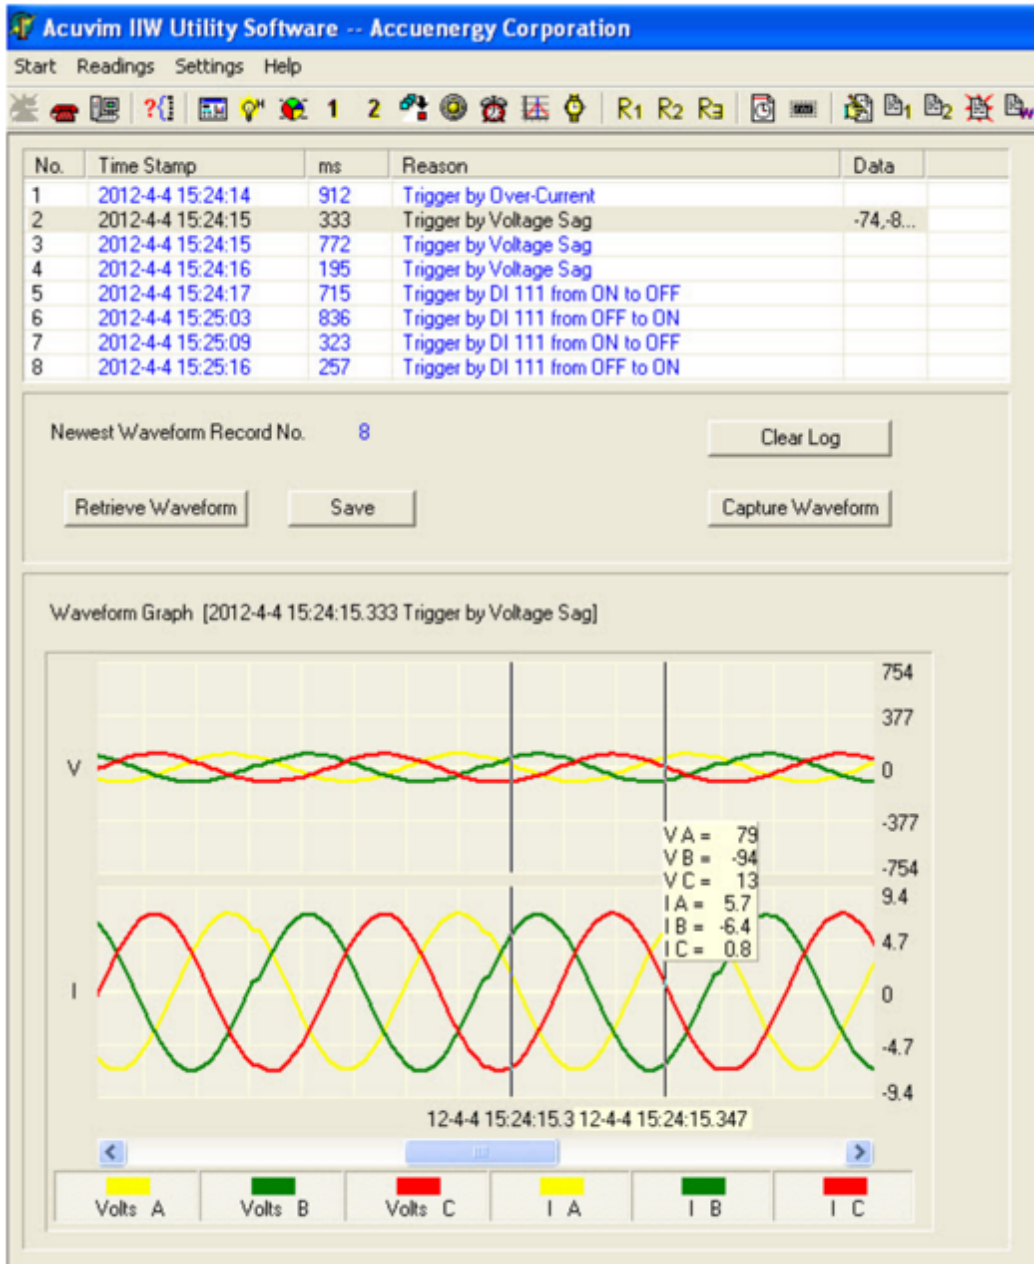 Acuvim IIW Utility Software -- Accuenergy Corporation
Start Readings Settings Help
?{} H 1 2 R1 R2 R3 1 2 W
No. Time Stamp ms Reason Data
1 2012-4-4 15:24:14 912 Trigger by Over-Current
2 2012-4-4 15:24:15 333 Trigger by Voltage Sag -74,-8...
3 2012-4-4 15:24:15 772 Trigger by Voltage Sag
4 2012-4-4 15:24:16 195 Trigger by Voltage Sag
5 2012-4-4 15:24:17 715 Trigger by DI 111 from ON to OFF
6 2012-4-4 15:25:03 836 Trigger by DI 111 from OFF to ON
7 2012-4-4 15:25:09 323 Trigger by DI 111 from ON to OFF
8 2012-4-4 15:25:16 257 Trigger by DI 111 from OFF to ON
Newest Waveform Record No. 8
Clear Log
Retrieve Waveform Save Capture Waveform
Waveform Graph [2012-4-4 15:24:15.333 Trigger by Voltage Sag]
754
377
V 0
-377
-754
V A = 79
V B = -94
V C = 13
I A = 5.7
I B = -6.4
I C = 0.8
9.4
4.7
I 0
-4.7
-9.4
12-4-4 15:24:15.3 12-4-4 15:24:15.347
Volts A Volts B Volts C I A I B I C